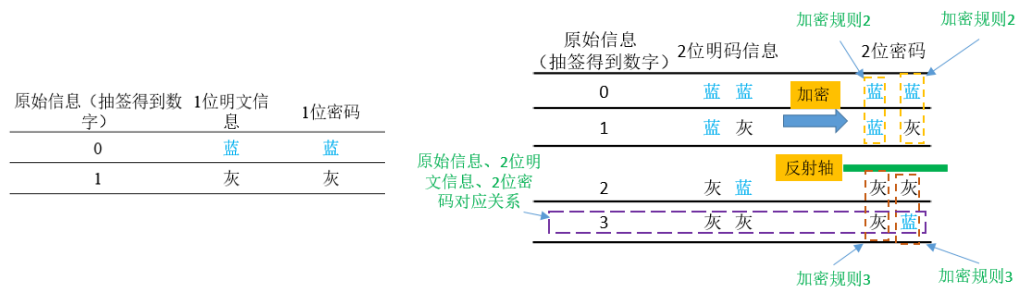 原始信息（抽签得到数字） 1位明文信息 1位密码
0 蓝 蓝
1 灰 灰
加密规则2 加密规则2
原始信息（抽签得到数字） 2位明码信息 2位密码
0 蓝 蓝 加密 蓝 蓝
1 蓝 灰 蓝 灰
反射轴
原始信息、2位明文信息、2位密码对应关系
2 灰 蓝 灰 灰
3 灰 灰 灰 蓝
加密规则3 加密规则3